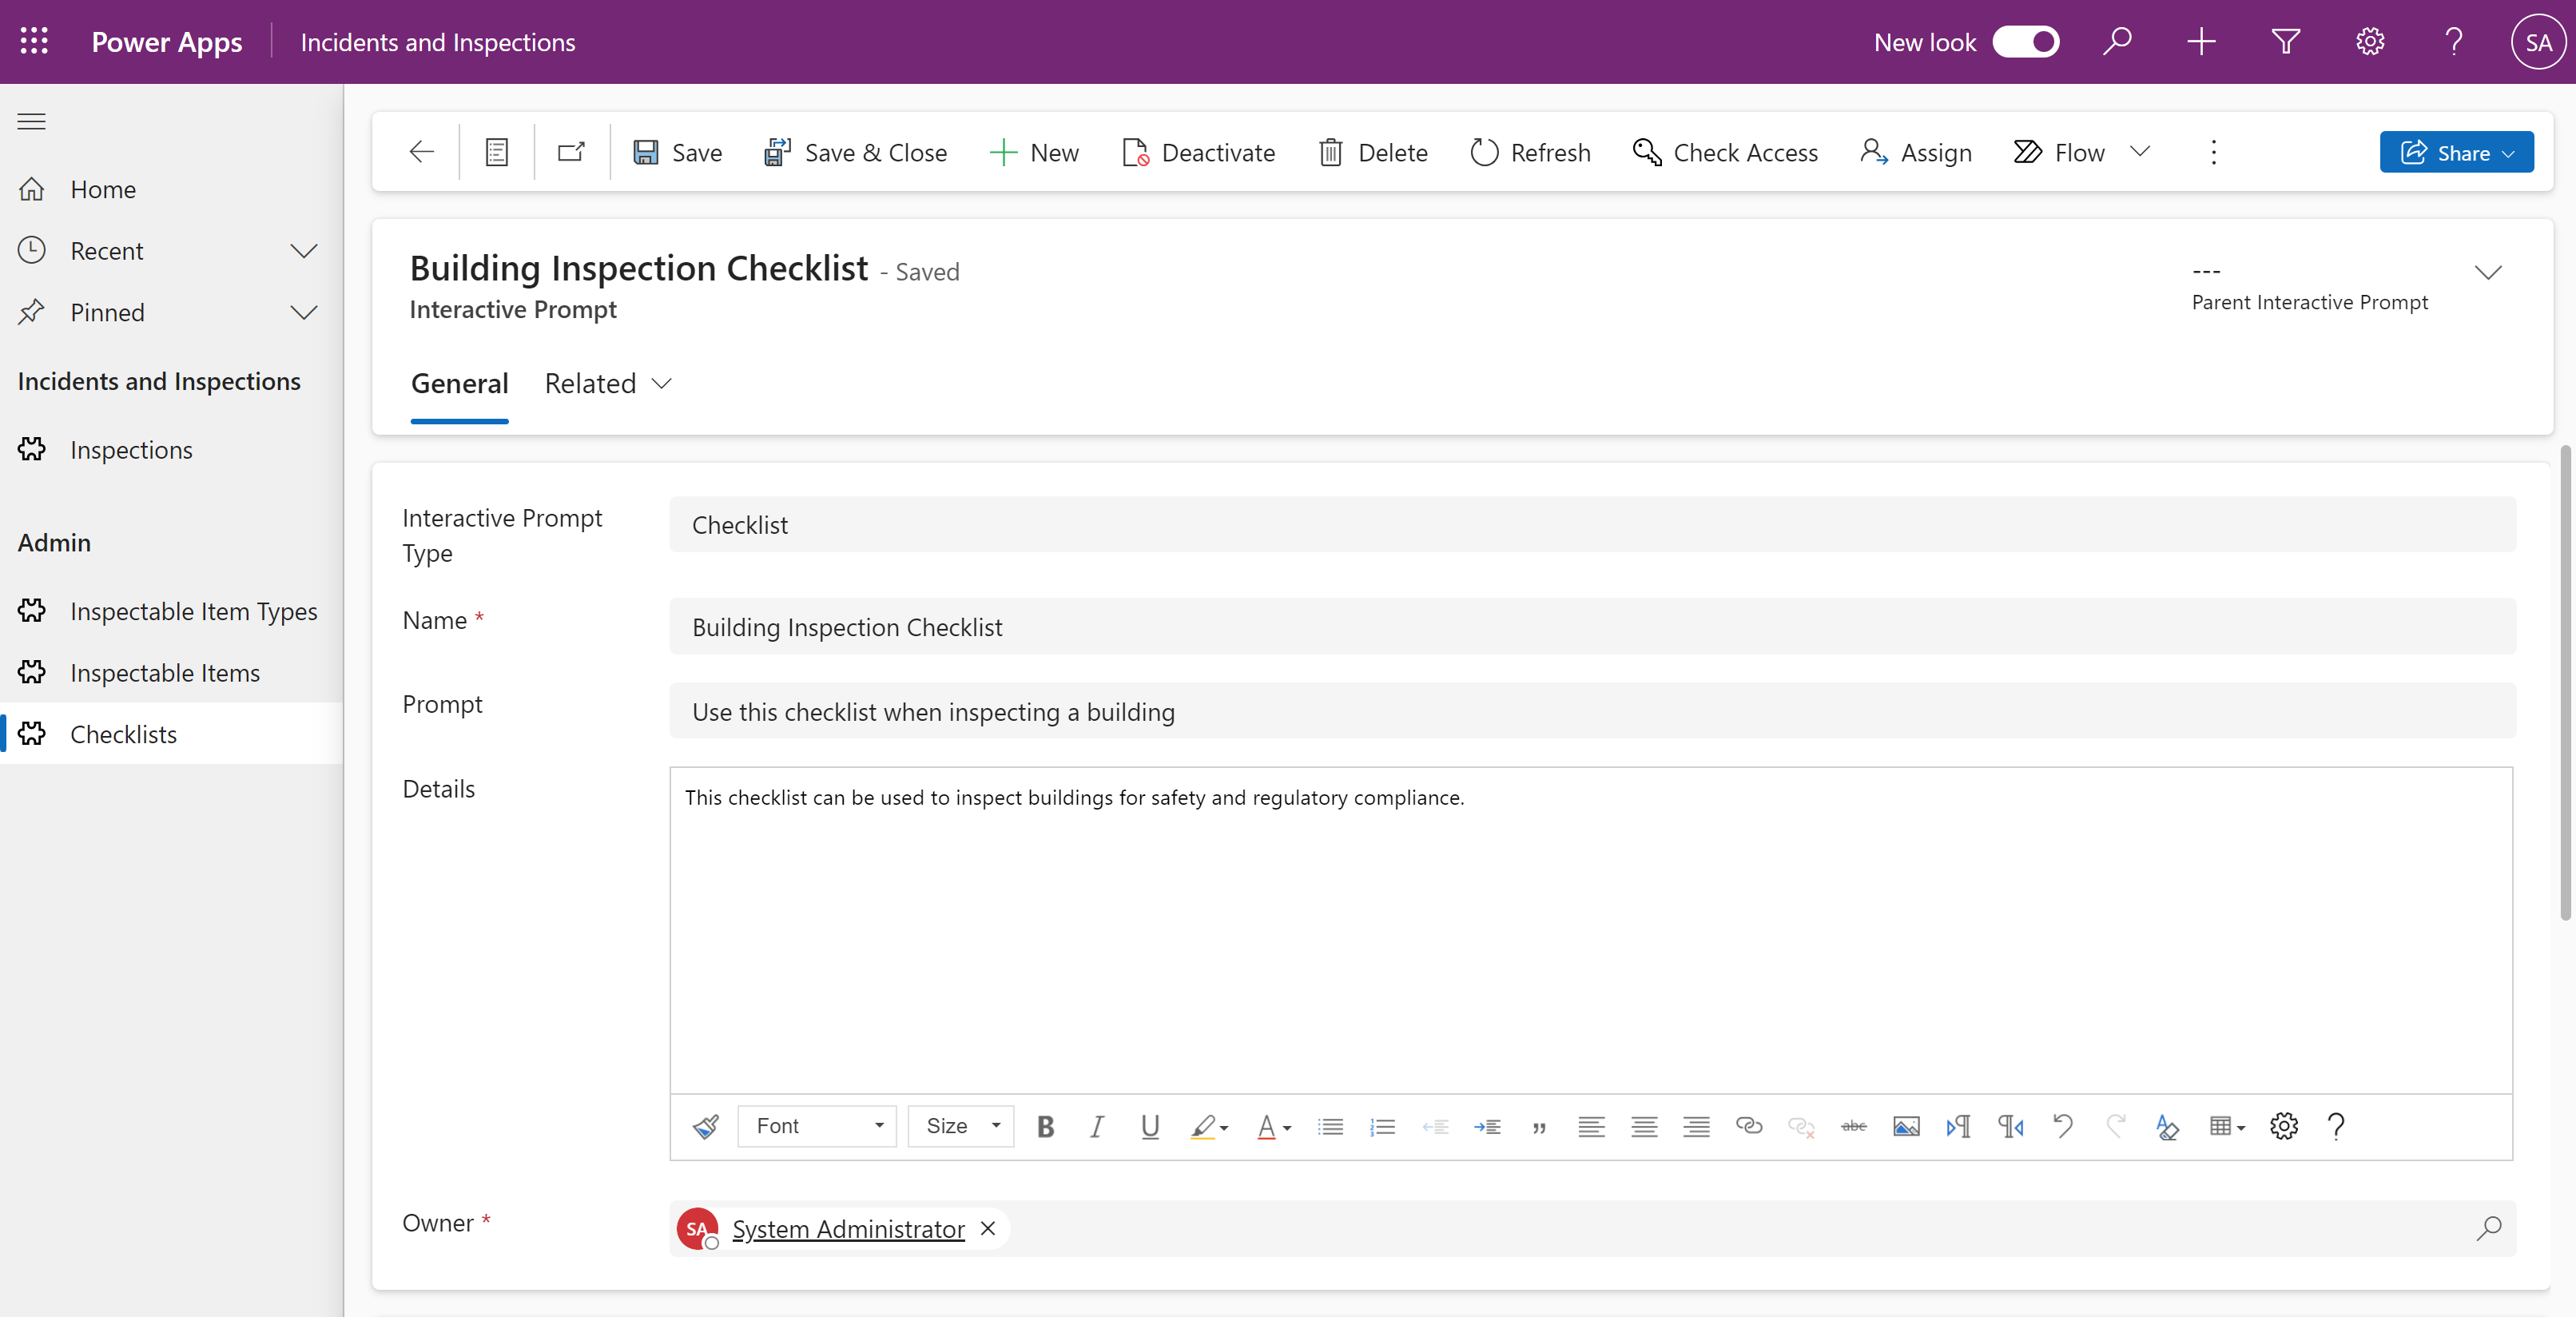 Power Apps Incidents and Inspections New look SA
Save Save & Close New Deactivate Delete Refresh Check Access Assign Flow Share
Home
Recent
Pinned
Incidents and Inspections
Inspections
Admin
Inspectable Item Types
Inspectable Items
Checklists
Building Inspection Checklist - Saved
Interactive Prompt
---
Parent Interactive Prompt
General Related
Interactive Prompt
Type
Checklist
Name *
Building Inspection Checklist
Prompt
Use this checklist when inspecting a building
Details
This checklist can be used to inspect buildings for safety and regulatory compliance.
Font Size B I U A abc
Owner *
SA System Administrator